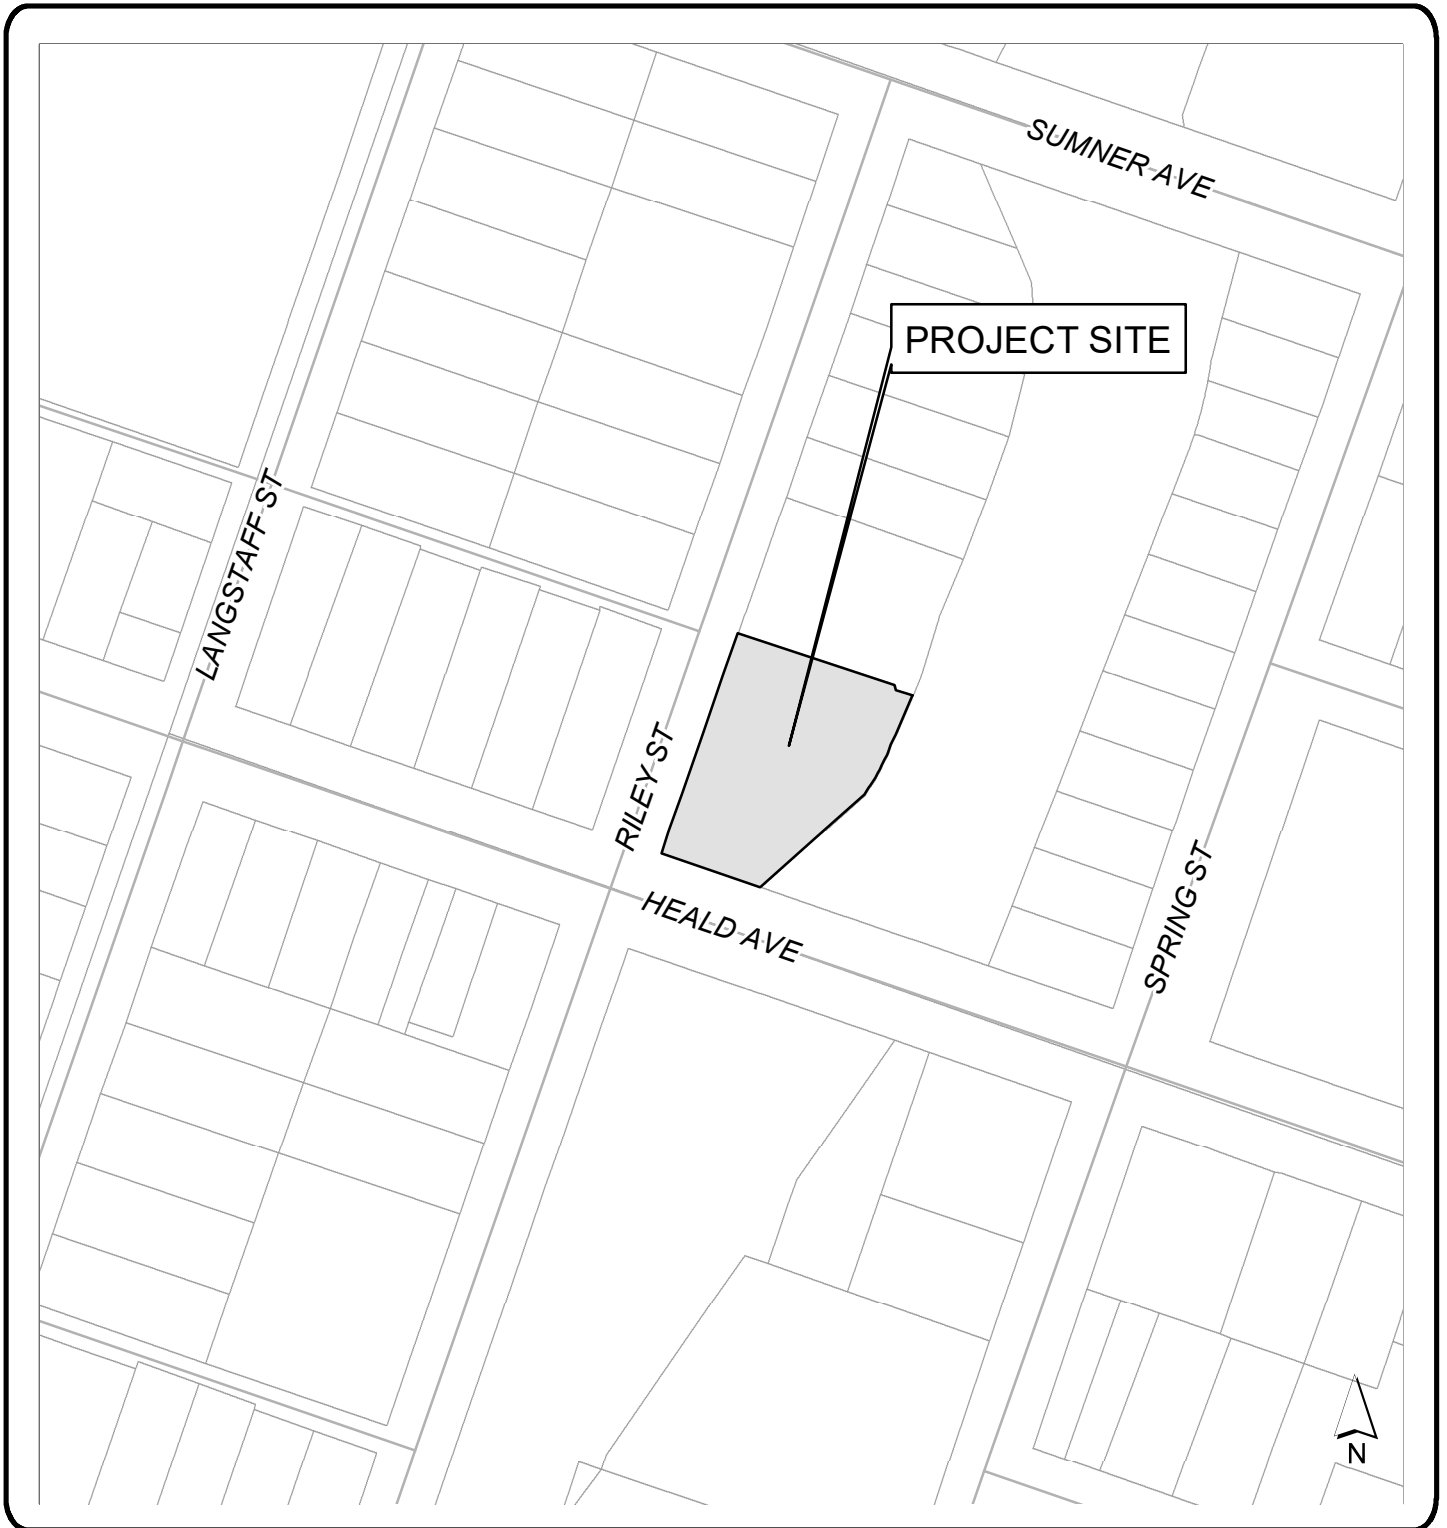 SUMNER AVE
PROJECT SITE
LANGSTAFF ST
RILEY ST
HEALD AVE
SPRING ST
N